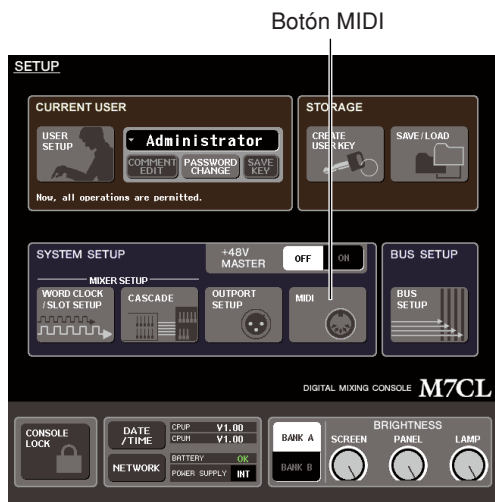 Botón MIDI
SETUP
CURRENT USER
USER
SETUP
Administrator
COMMENT
EDIT
PASSWORD
CHANGE
SAVE
KEY
Now, all operations are permitted.
STORAGE
CREATE
USER KEY
SAVE/LOAD
SYSTEM SETUP
+48V
MASTER
OFF
ON
MIXER SETUP
WORD CLOCK
/SLOT SETUP
CASCADE
OUTPORT
SETUP
MIDI
BUS SETUP
BUS
SETUP
DIGITAL MIXING CONSOLE M7CL
CONSOLE
LOCK
DATE
/TIME
CPUP V1.00
CPUM V1.00
NETWORK
BATTERY OK
POWER SUPPLY INT
BANK A
BANK B
BRIGHTNESS
SCREEN PANEL LAMP